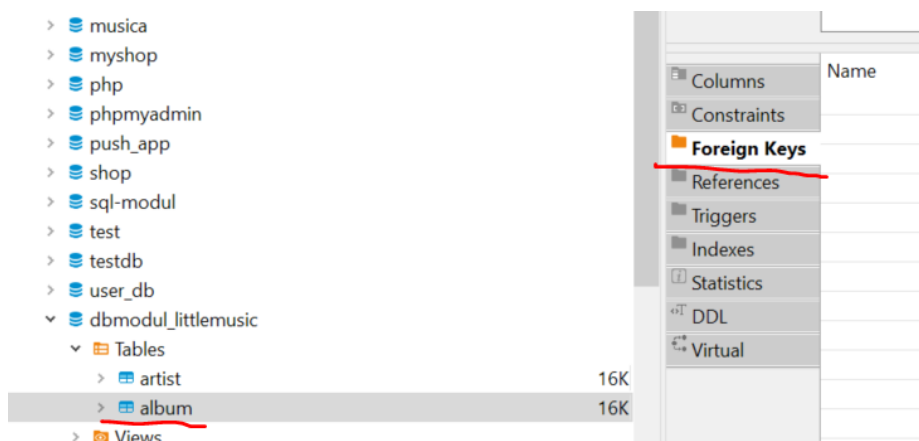 musica
myshop
php
phpmyadmin
push_app
shop
sql-modul
test
testdb
user_db
dbmodul_littlemusic
Tables
artist 16K
album 16K
Views
Columns
Constraints
Foreign Keys
References
Triggers
Indexes
Statistics
DDL
Virtual
Name